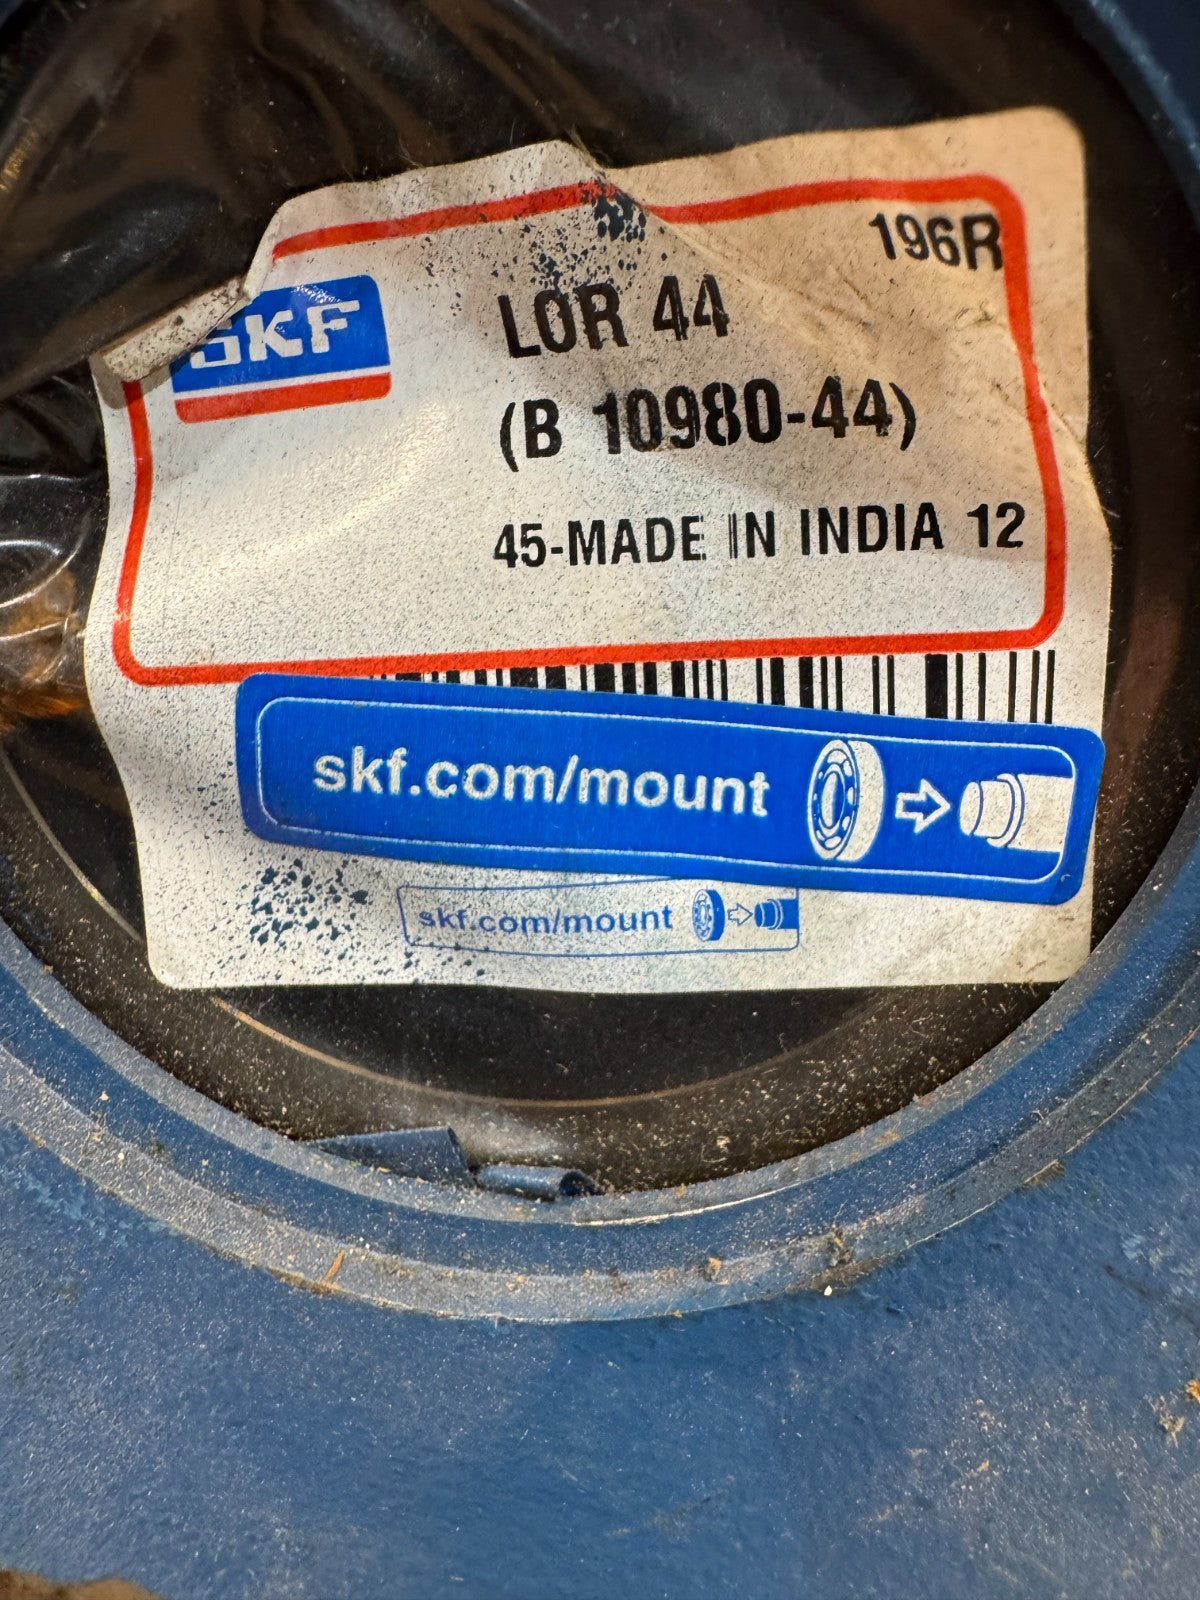 196R
SKF
LOR 44
(B 10980-44)
45-MADE IN INDIA 12
skf.com/mount
skf.com/mount